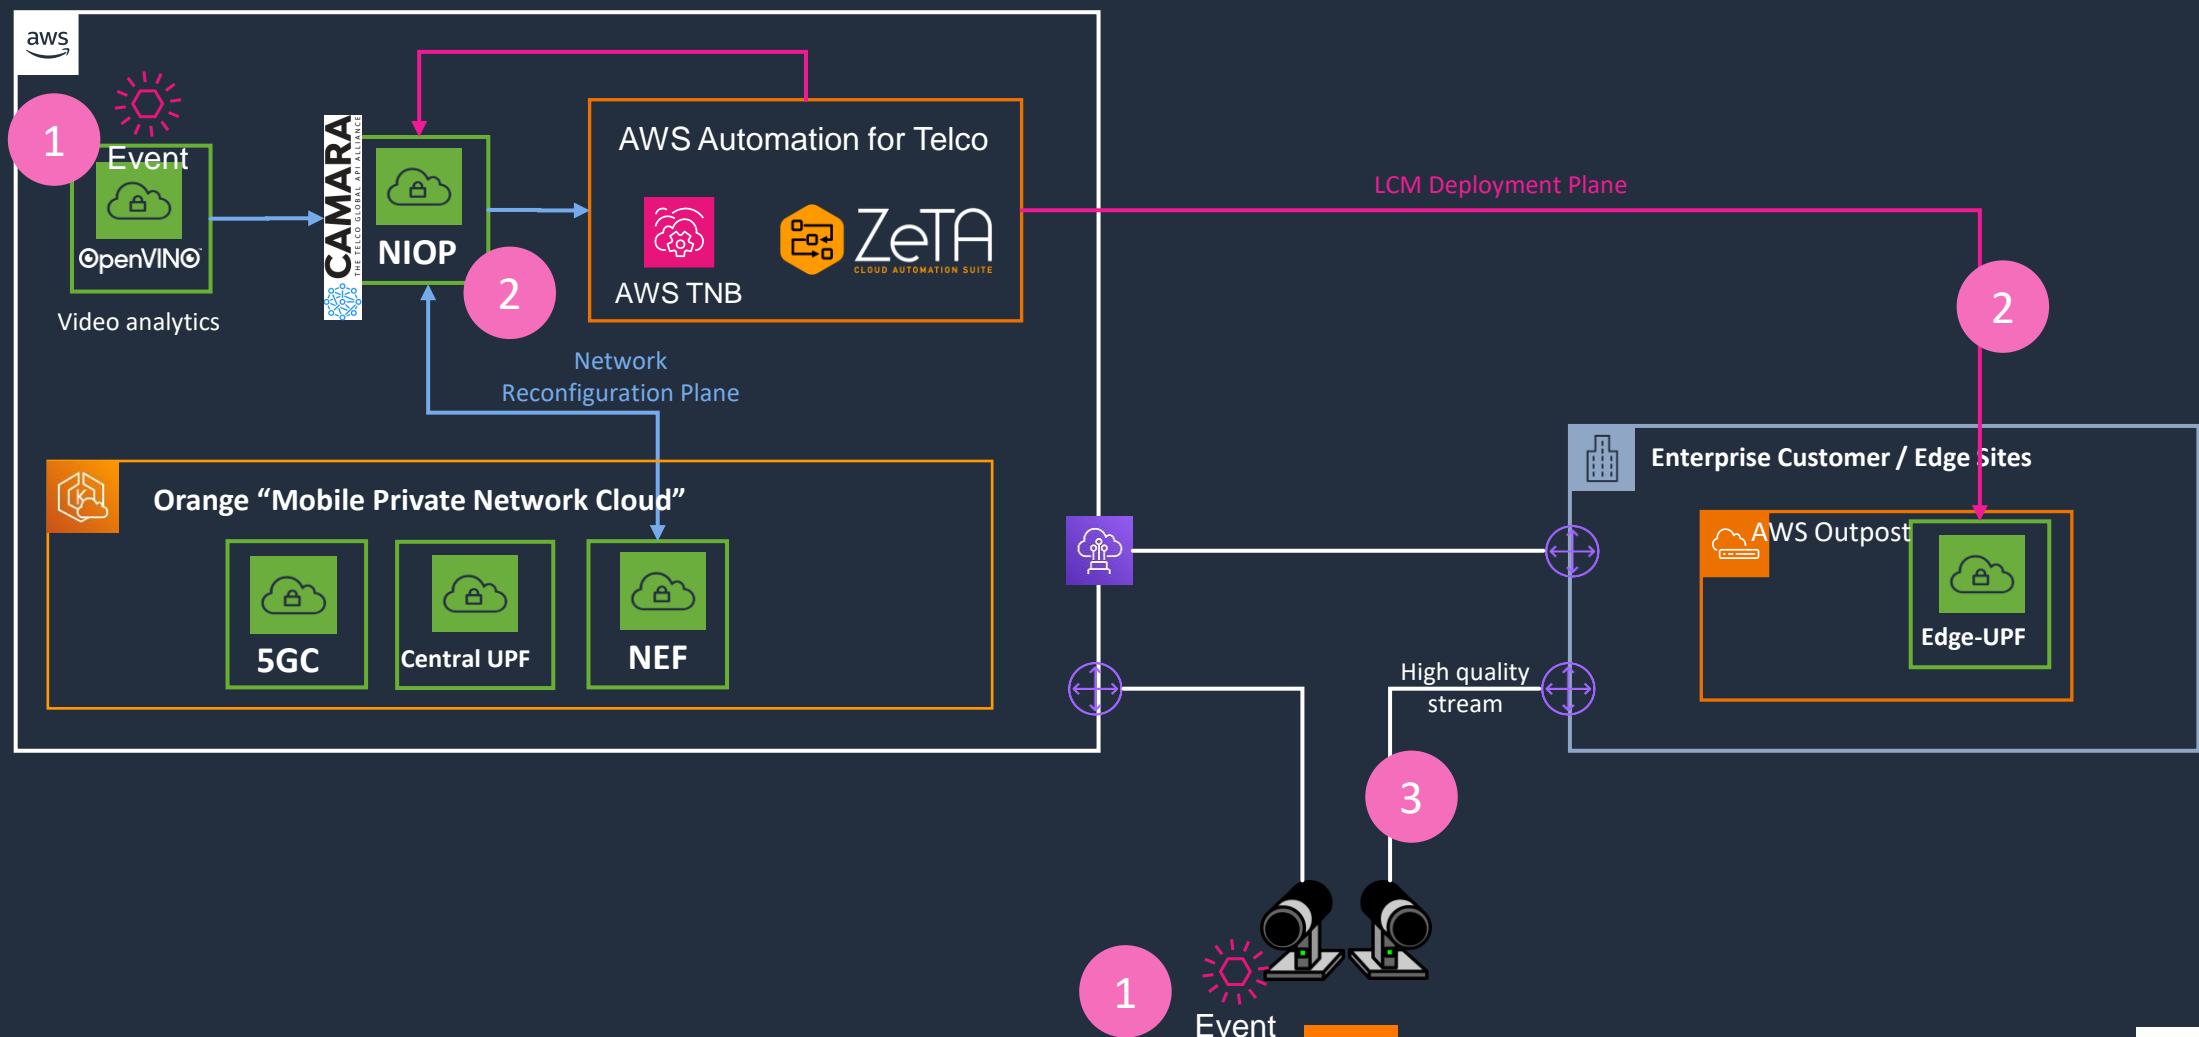 aws
1
Event
OpenVINO
Video analytics
CAMARA
THE TELCO GLOBAL API ALLIANCE
NIOP
2
AWS Automation for Telco
AWS TNB
ZeTA
CLOUD AUTOMATION SUITE
LCM Deployment Plane
2
Network
Reconfiguration Plane
Orange “Mobile Private Network Cloud”
5GC
Central UPF
NEF
Enterprise Customer / Edge Sites
AWS Outpost
Edge-UPF
High quality
stream
3
1
Event